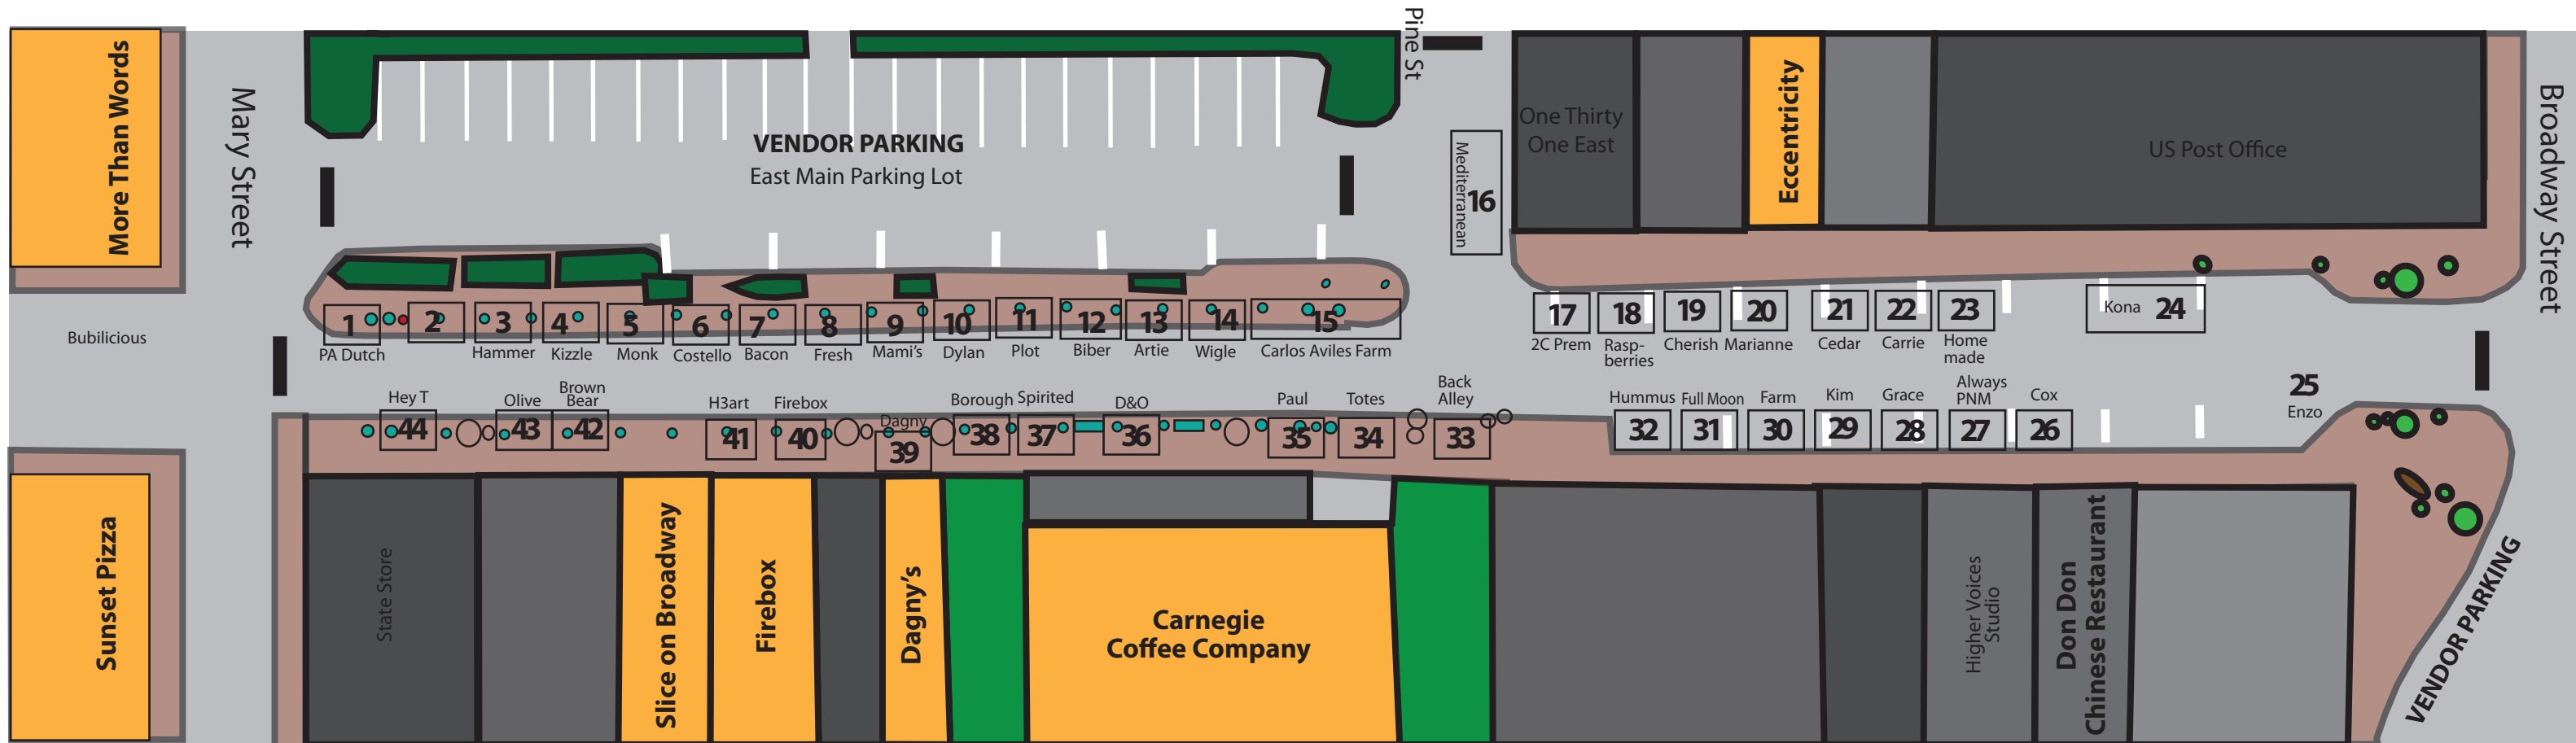 More Than Words
Mary Street
VENDOR PARKING
East Main Parking Lot
Pine St
Mediterranean
16
One Thirty
One East
Eccentricity
US Post Office
Broadway Street
Bubilicious
1
2
3
4
5
6
7
8
9
10
11
12
13
14
15
PA Dutch
Hammer
Kizzle
Monk
Costello
Bacon
Fresh
Mami's
Dylan
Plot
Biber
Artie
Wigle
Carlos Aviles Farm
17
18
19
20
21
22
23
Kona
24
2C Prem
Rasp-
berries
Cherish
Marianne
Cedar
Carrie
Home
made
25
Enzo
Hey T
Olive
Brown
Bear
H3art
Firebox
Dagny
Borough
Spirited
D&O
Paul
Totes
Back
Alley
Hummus
Full Moon
Farm
Kim
Grace
Always
PNM
Cox
44
43
42
41
40
39
38
37
36
35
34
33
32
31
30
29
28
27
26
Sunset Pizza
State Store
Slice on Broadway
Firebox
Dagny's
Carnegie
Coffee Company
Higher Voices
Studio
Don Don
Chinese Restaurant
VENDOR PARKING